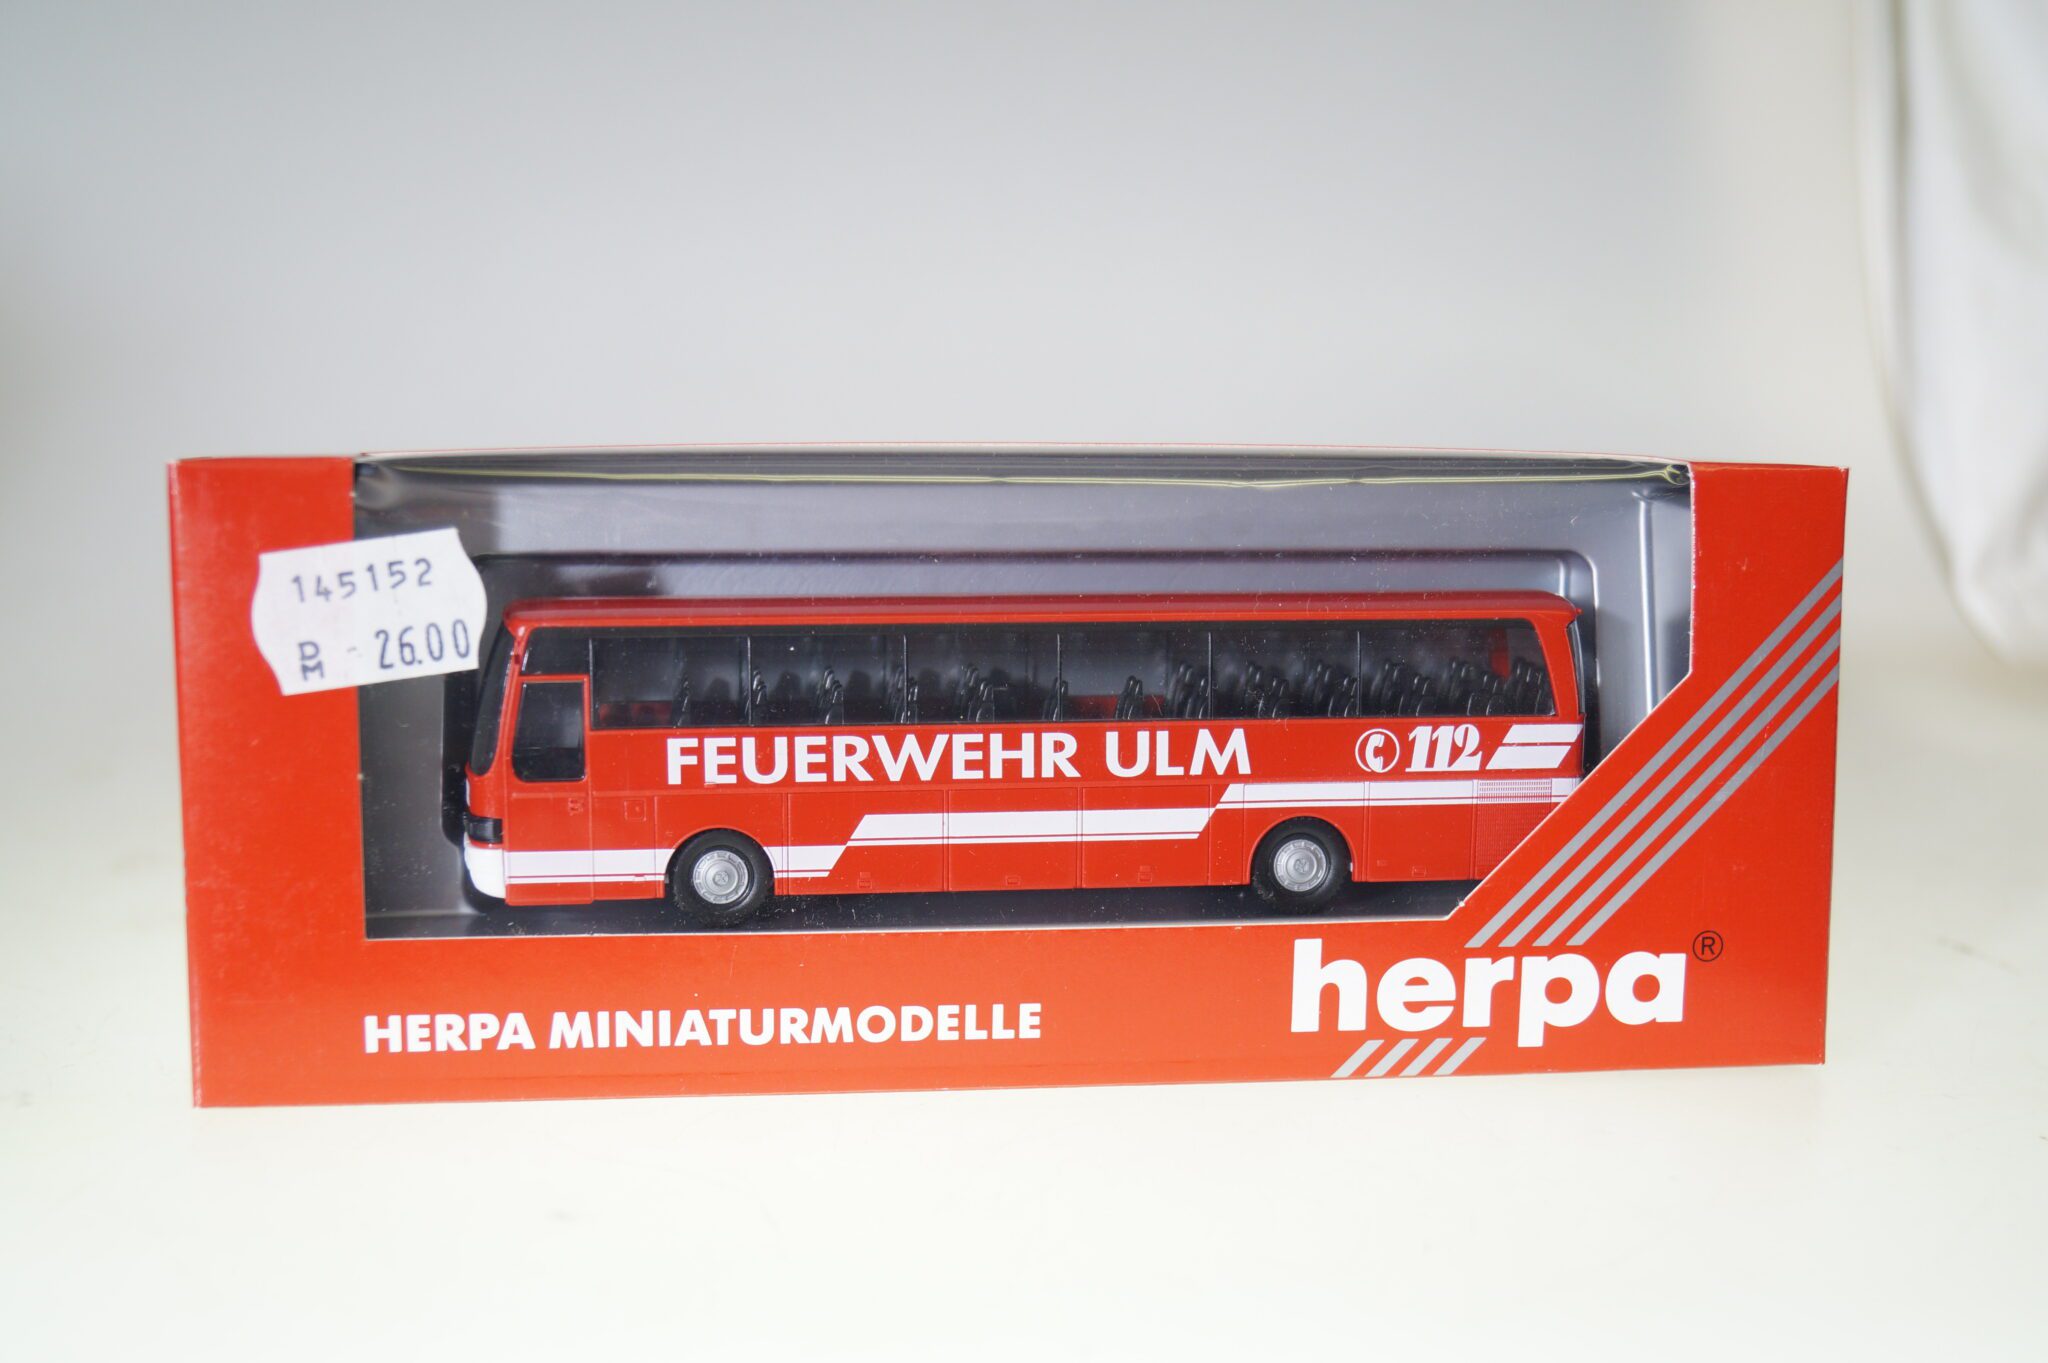 145152
DM - 26.00
FEUERWEHR ULM
112
herpa®
HERPA MINIATURMODELLE